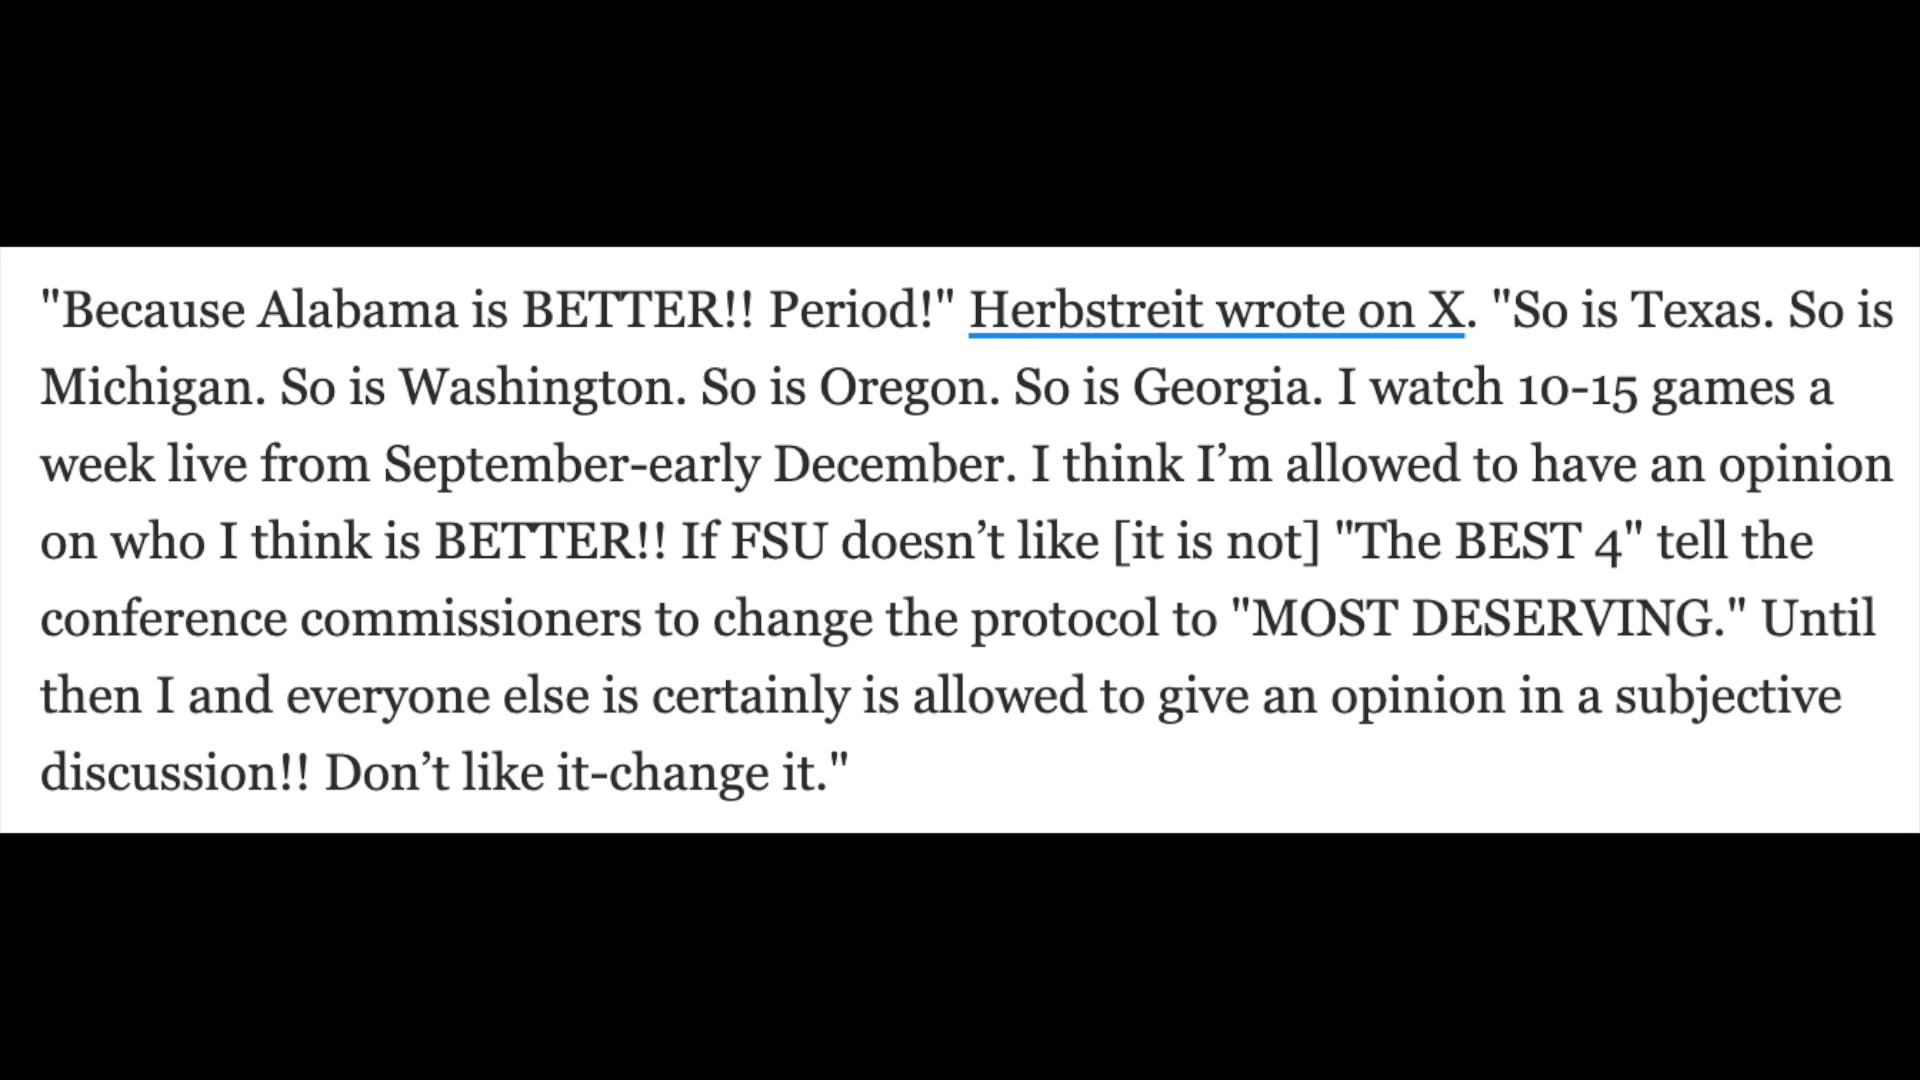 "Because Alabama is BETTER!! Period!" Herbstreit wrote on X. "So is Texas. So is
Michigan. So is Washington. So is Oregon. So is Georgia. I watch 10-15 games a
week live from September-early December. I think I’m allowed to have an opinion
on who I think is BETTER!! If FSU doesn’t like [it is not] "The BEST 4" tell the
conference commissioners to change the protocol to "MOST DESERVING." Until
then I and everyone else is certainly is allowed to give an opinion in a subjective
discussion!! Don’t like it-change it."